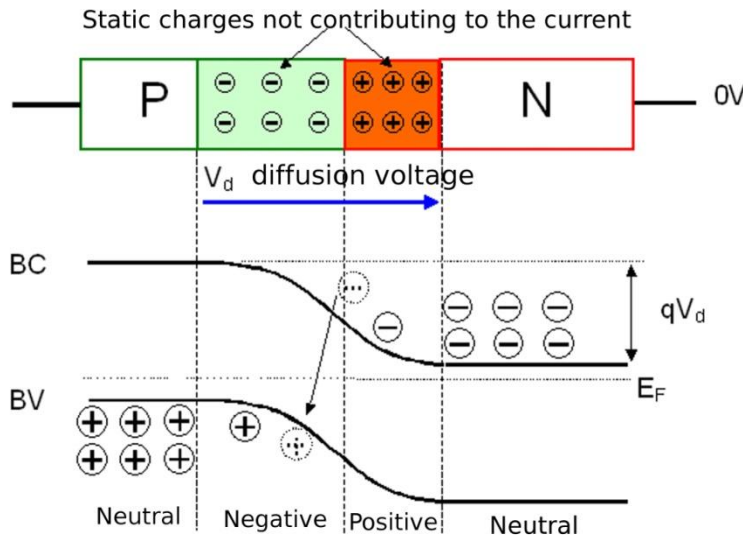 Static charges not contributing to the current
P
N
0V
Vd diffusion voltage
BC
qVd
BV
EF
Neutral
Negative
Positive
Neutral